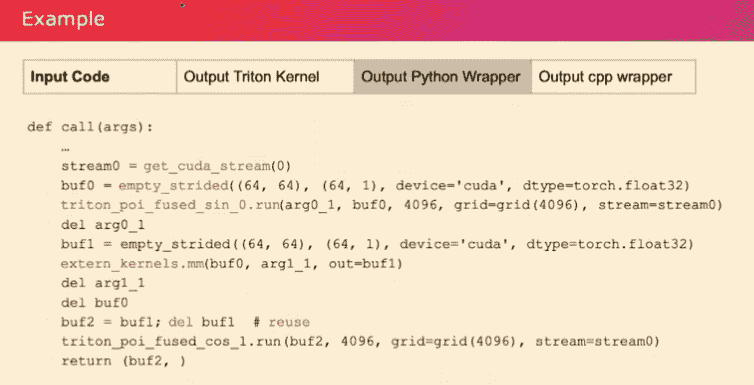 Example
Input Code
Output Triton Kernel
Output Python Wrapper
Output cpp wrapper
def call(args):
…
stream0 = get_cuda_stream(0)
buf0 = empty_strided((64, 64), (64, 1), device='cuda', dtype=torch.float32)
triton_poi_fused_sin_0.run(arg0_1, buf0, 4096, grid=grid(4096), stream=stream0)
del arg0_1
buf1 = empty_strided((64, 64), (64, 1), device='cuda', dtype=torch.float32)
extern_kernels.mm(buf0, arg1_1, out=buf1)
del arg1_1
del buf0
buf2 = buf1; del buf1 # reuse
triton_poi_fused_cos_1.run(buf2, 4096, grid=grid(4096), stream=stream0)
return (buf2, )